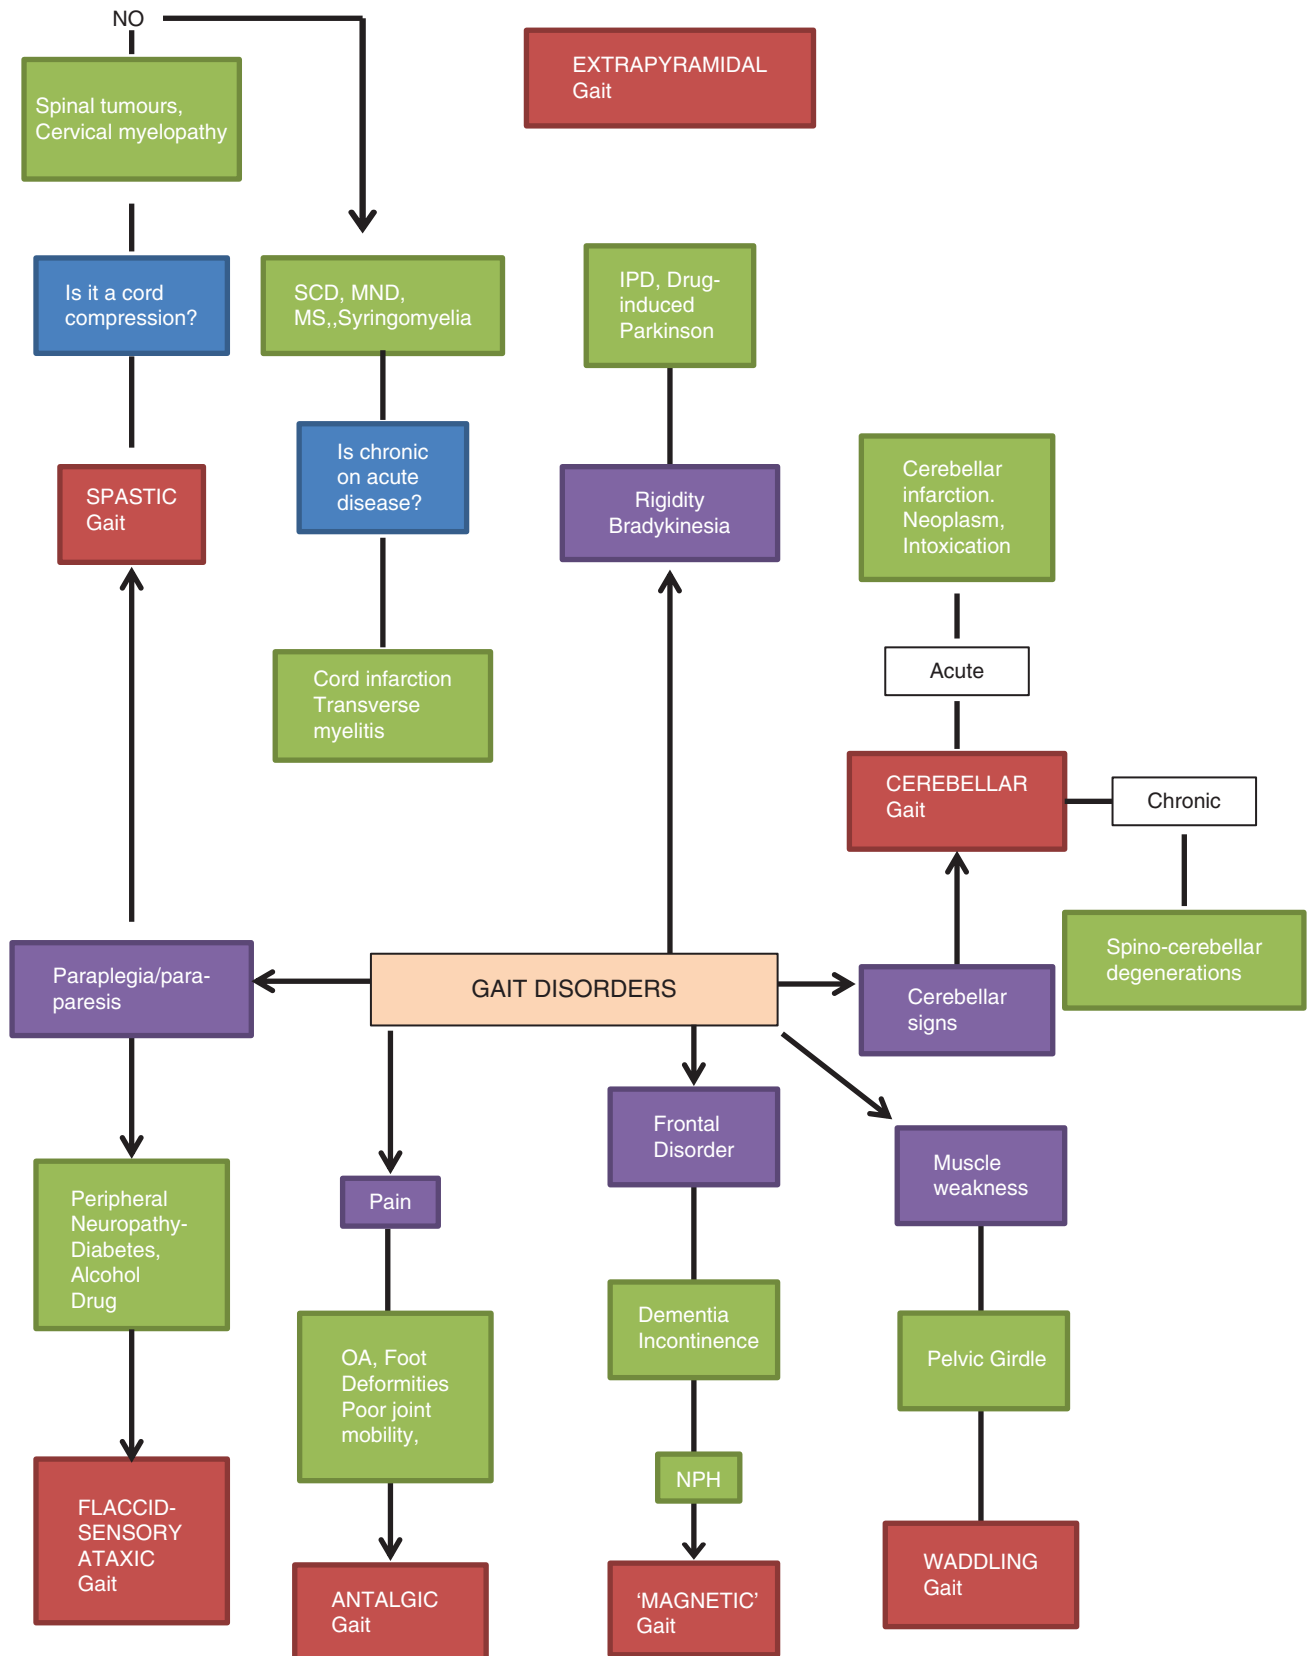 NO
EXTRAPYRAMIDAL
Gait
Spinal tumours,
Cervical myelopathy
Is it a cord
compression?
SCD, MND,
MS,,Syringomyelia
IPD, Drug-
induced
Parkinson
Is chronic
on acute
disease?
SPASTIC
Gait
Rigidity
Bradykinesia
Cerebellar
infarction.
Neoplasm,
Intoxication
Cord infarction
Transverse
myelitis
Acute
CEREBELLAR
Gait
Chronic
Paraplegia/para-
paresis
GAIT DISORDERS
Cerebellar
signs
Spino-cerebellar
degenerations
Frontal
Disorder
Muscle
weakness
Peripheral
Neuropathy-
Diabetes,
Alcohol
Drug
Pain
Dementia
Incontinence
Pelvic Girdle
OA, Foot
Deformities
Poor joint
mobility,
NPH
FLACCID-
SENSORY
ATAXIC
Gait
ANTALGIC
Gait
‘MAGNETIC’
Gait
WADDLING
Gait